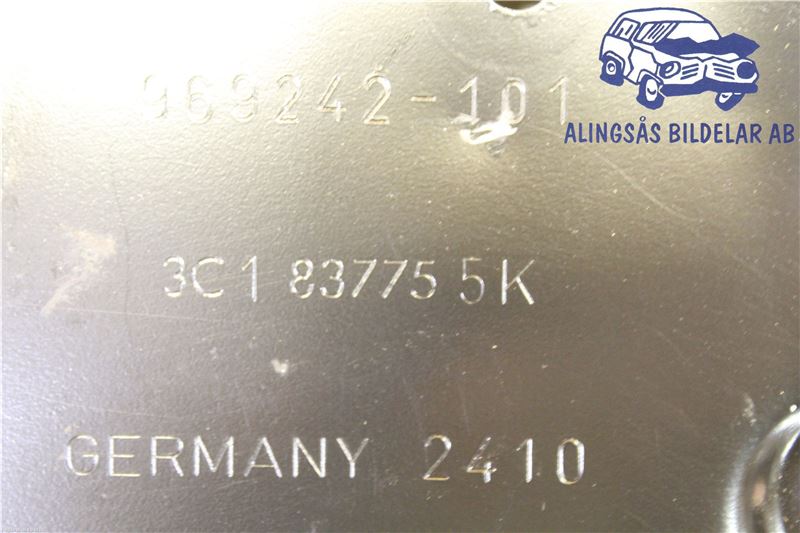 969242-101
ALINGSÅS BILDELAR AB
3C1 83775 5K
GERMANY 2410